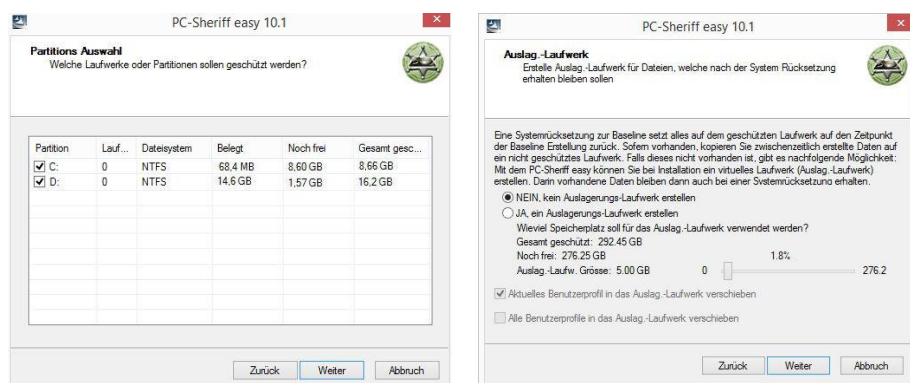 PC-Sheriff easy 10.1
Partitions Auswahl
Welche Laufwerke oder Partitionen sollen geschützt werden?
Partition Lauf... Dateisystem Belegt Noch frei Gesamt gesc...
C: 0 NTFS 68,4 MB 8,60 GB 8,66 GB
D: 0 NTFS 14,6 GB 1,57 GB 16,2 GB
Zurück Weiter Abbruch
PC-Sheriff easy 10.1
Auslag.-Laufwerk
Erstelle Auslag.-Laufwerk für Dateien, welche nach der System Rücksetzung
erhalten bleiben sollen
Eine Systemrücksetzung zur Baseline setzt alles auf dem geschützten Laufwerk auf den Zeitpunkt
der Baseline Erstellung zurück. Sofern vorhanden, kopieren Sie zwischenzeitlich erstellte Daten auf
ein nicht geschütztes Laufwerk. Falls dieses nicht vorhanden ist, gibt es nachfolgende Möglichkeit:
Mit dem PC-Sheriff easy können Sie bei Installation ein virtuelles Laufwerk (Auslag.-Laufwerk)
erstellen. Darin vorhandene Daten bleiben dann auch bei einer Systemrücksetzung erhalten.
NEIN, kein Auslagerungs-Laufwerk erstellen
JA, ein Auslagerungs-Laufwerk erstellen
Wieviel Speicherplatz soll für das Auslag.-Laufwerk verwendet werden?
Gesamt geschützt: 292.45 GB
Noch frei: 276.25 GB 1.8%
Auslag.-Laufw. Grösse: 5.00 GB 0 276.2
Aktuelles Benutzerprofil in das Auslag.-Laufwerk verschieben
Alle Benutzerprofile in das Auslag.-Laufwerk verschieben
Zurück Weiter Abbruch